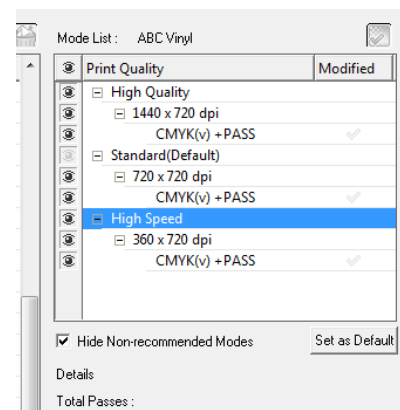 Mode List : ABC Vinyl
Print Quality Modified
High Quality
1440 x 720 dpi
CMYK(v) +PASS
Standard(Default)
720 x 720 dpi
CMYK(v) +PASS
High Speed
360 x 720 dpi
CMYK(v) +PASS
Hide Non-recommended Modes Set as Default
Details
Total Passes :